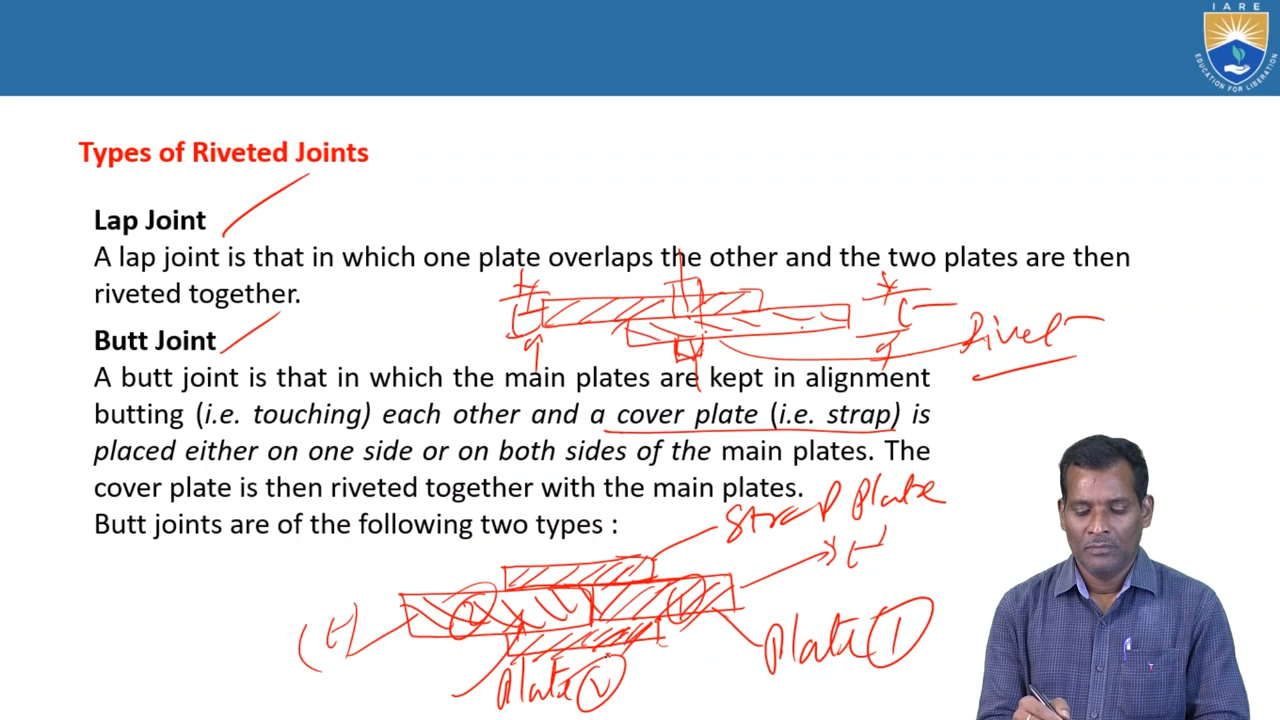 IARE
EDUCATION FOR LIBERATION
Types of Riveted Joints
Lap Joint
A lap joint is that in which one plate overlaps the other and the two plates are then
riveted together.
t
t
Rivet
Butt Joint
A butt joint is that in which the main plates are kept in alignment
butting (i.e. touching) each other and a cover plate (i.e. strap) is
placed either on one side or on both sides of the main plates. The
cover plate is then riveted together with the main plates.
Strap Plate
Butt joints are of the following two types :
t
(t)
2
1
Plate 1
Plate 2